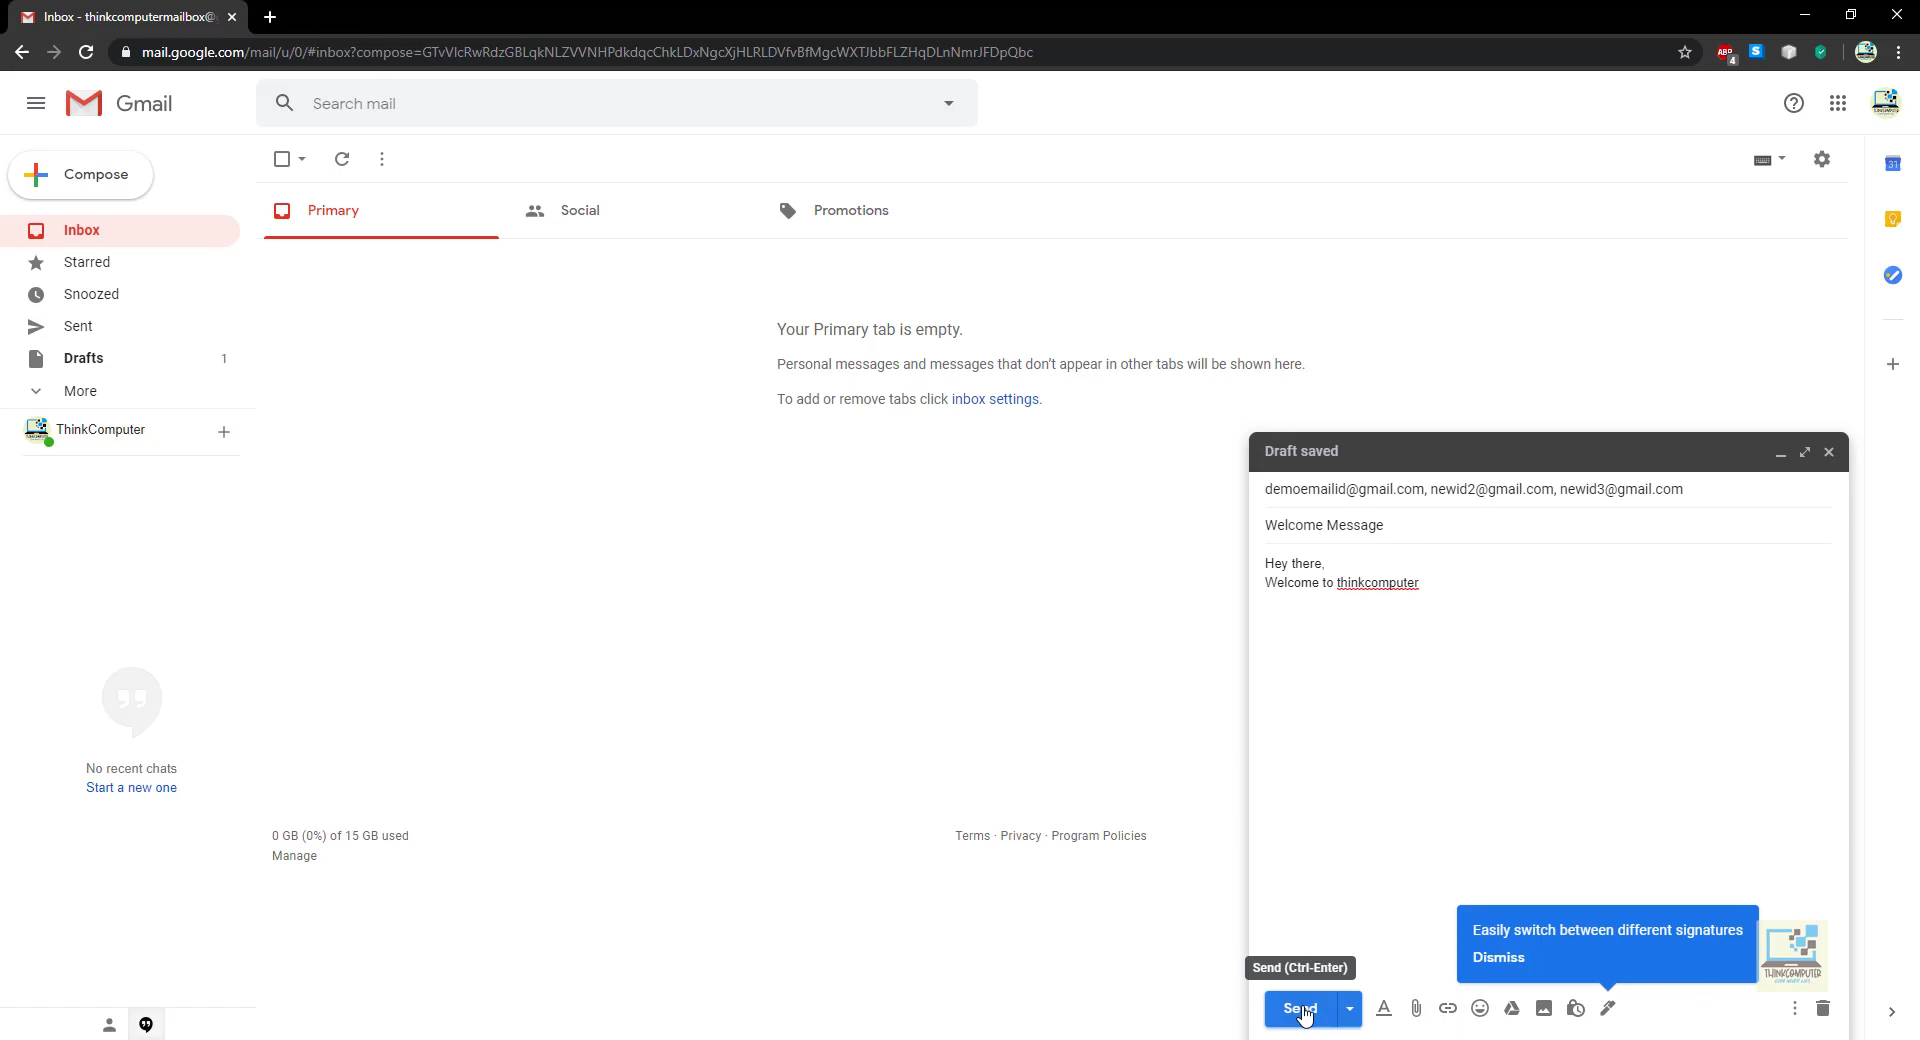 Inbox - thinkcomputermailbox@
mail.google.com/mail/u/0/#inbox?compose=GTvVlcRwRdzGBLqkNLZVVNHPdkdqcChkLDxNgcXjHLRLDVfvBfMgcWXTJbbFLZHqDLnNmrJFDpQbc
ABP
4
S
Gmail
Search mail
Compose
Primary
Social
Promotions
31
Inbox
Starred
Snoozed
Sent
Drafts 1
More
ThinkComputer
Your Primary tab is empty.
Personal messages and messages that don't appear in other tabs will be shown here.
To add or remove tabs click inbox settings.
Draft saved
demoemailid@gmail.com, newid2@gmail.com, newid3@gmail.com
Welcome Message
Hey there,
Welcome to thinkcomputer
No recent chats
Start a new one
0 GB (0%) of 15 GB used
Manage
Terms · Privacy · Program Policies
Easily switch between different signatures
Dismiss
THINKCOMPUTER
Send (Ctrl-Enter)
Send